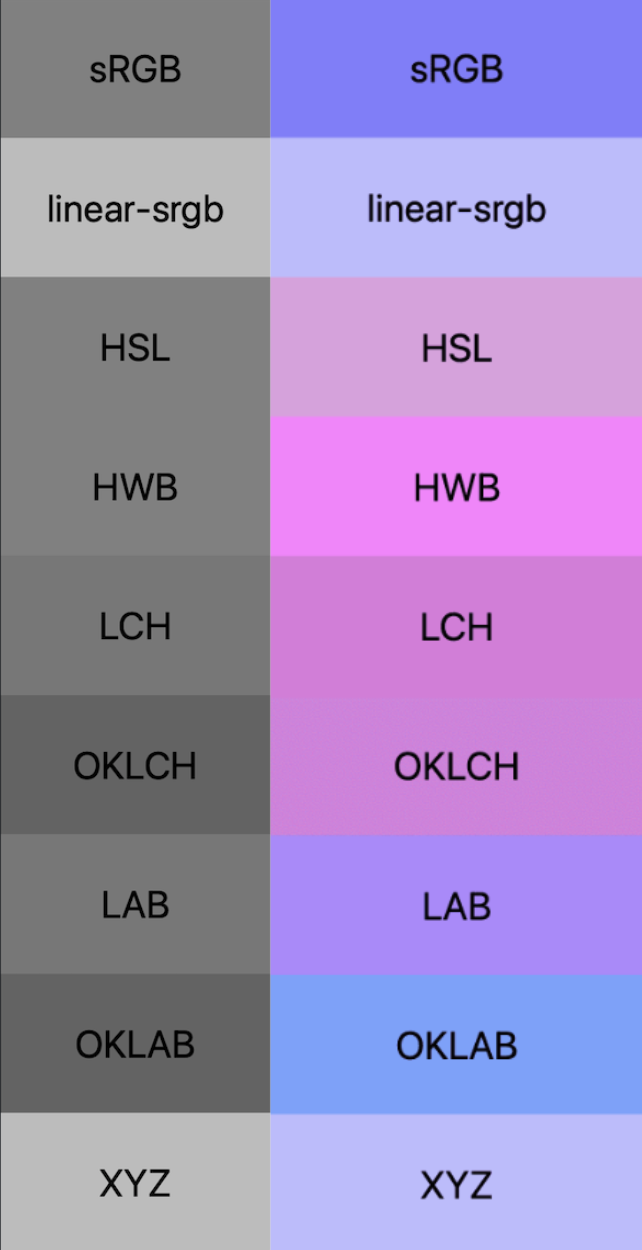 sRGB sRGB
linear-srgb linear-srgb
HSL HSL
HWB HWB
LCH LCH
OKLCH OKLCH
LAB LAB
OKLAB OKLAB
XYZ XYZ